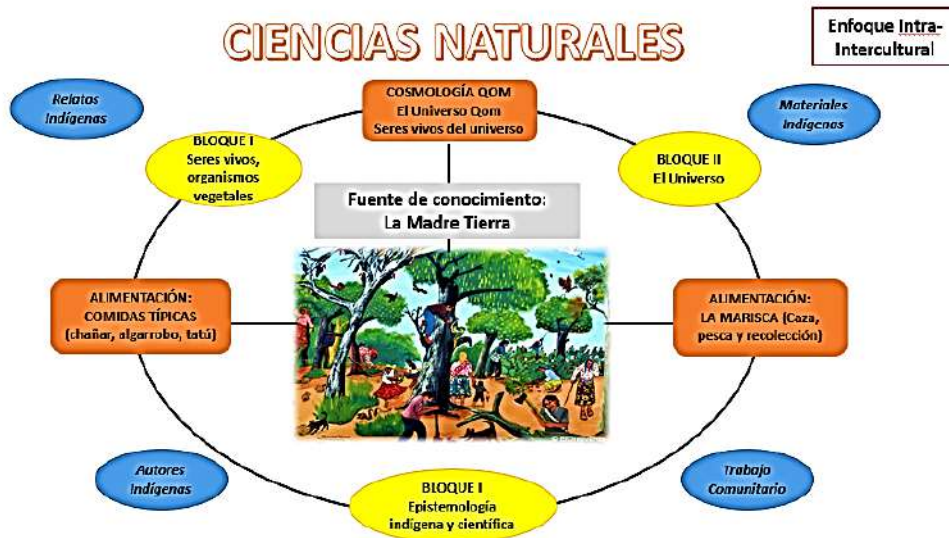 CIENCIAS NATURALES
Enfoque Intra-
Intercultural
Relatos
Indígenas
COSMOLOGÍA QOM
El Universo Qom
Seres vivos del universo
Materiales
Indígenas
BLOQUE I
Seres vivos,
organismos
vegetales
BLOQUE II
El Universo
Fuente de conocimiento:
La Madre Tierra
ALIMENTACIÓN:
COMIDAS TÍPICAS
(chañar, algarrobo, tatú)
ALIMENTACIÓN:
LA MARISCA (Caza,
pesca y recolección)
Autores
Indígenas
BLOQUE I
Epistemología
indígena y científica
Trabajo
Comunitario